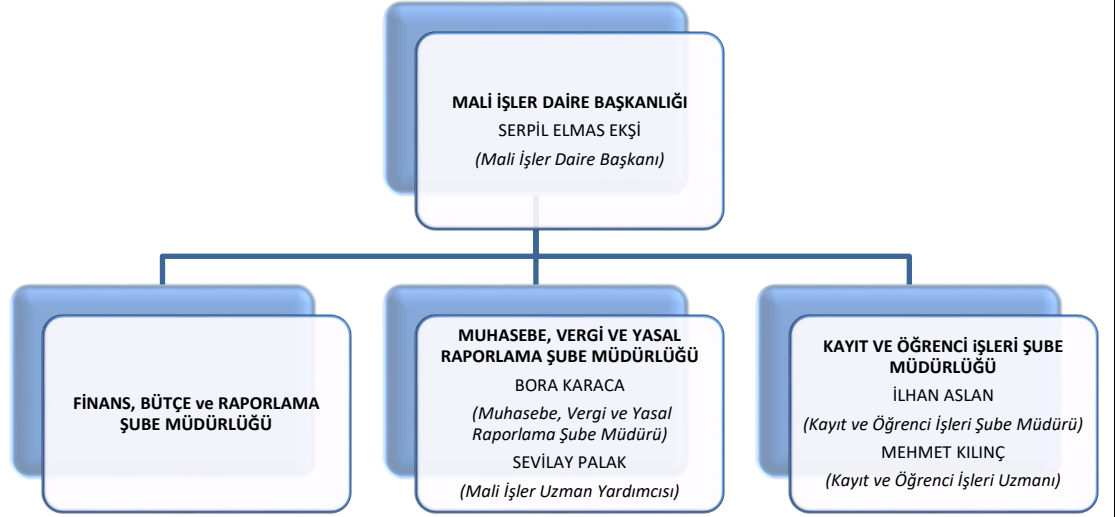 MALİ İŞLER DAİRE BAŞKANLIĞI
SERPİL ELMAS EKŞİ
(Mali İşler Daire Başkanı)
FİNANS, BÜTÇE ve RAPORLAMA
ŞUBE MÜDÜRLÜĞÜ
MUHASEBE, VERGİ VE YASAL
RAPORLAMA ŞUBE MÜDÜRLÜĞÜ
BORA KARACA
(Muhasebe, Vergi ve Yasal
Raporlama Şube Müdürü)
SEVİLAY PALAK
(Mali İşler Uzman Yardımcısı)
KAYIT VE ÖĞRENCİ iŞLERİ ŞUBE
MÜDÜRLÜĞÜ
İLHAN ASLAN
(Kayıt ve Öğrenci İşleri Şube Müdürü)
MEHMET KILINÇ
(Kayıt ve Öğrenci İşleri Uzmanı)